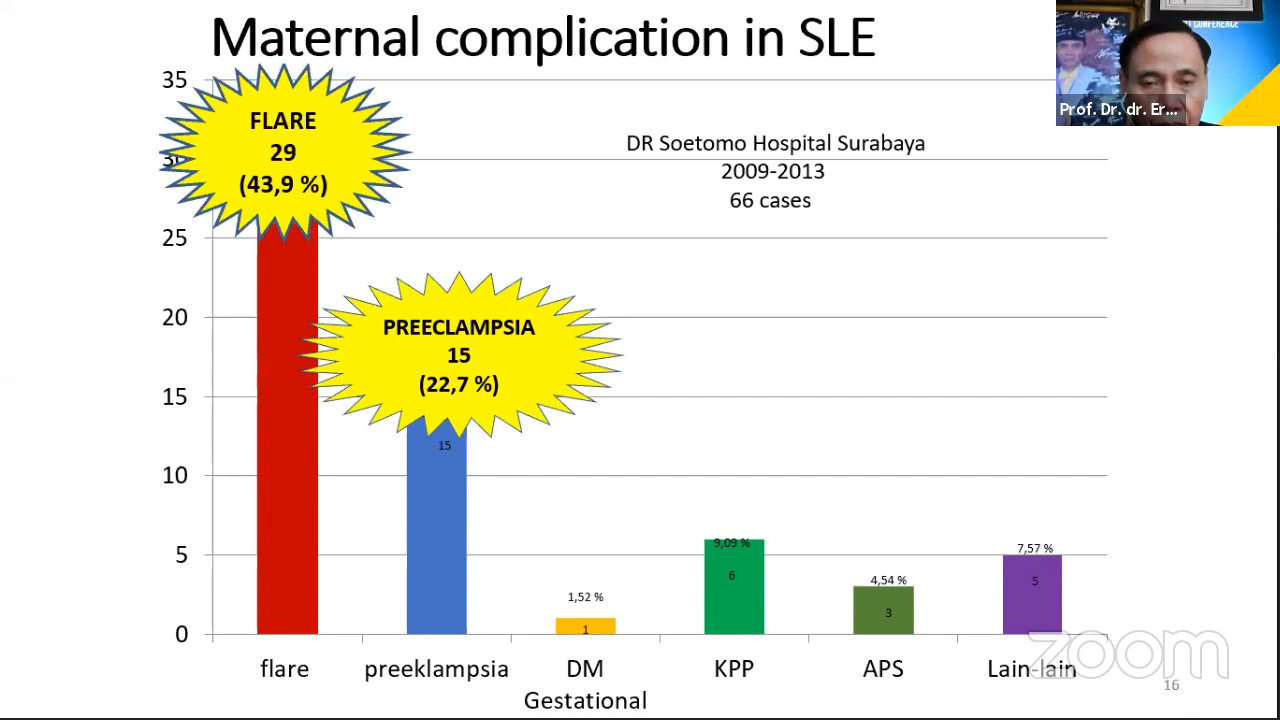 Maternal complication in SLE
CONFERENCE
Prof. Dr. dr. Er...
35
30
25
20
15
10
5
0
FLARE
29
(43,9 %)
DR Soetomo Hospital Surabaya
2009-2013
66 cases
PREECLAMPSIA
15
(22,7 %)
15
1,52 %
1
9,09 %
6
4,54 %
3
7,57 %
5
flare
preeklampsia
DM
Gestational
KPP
APS
Lain-lain
zoom
16